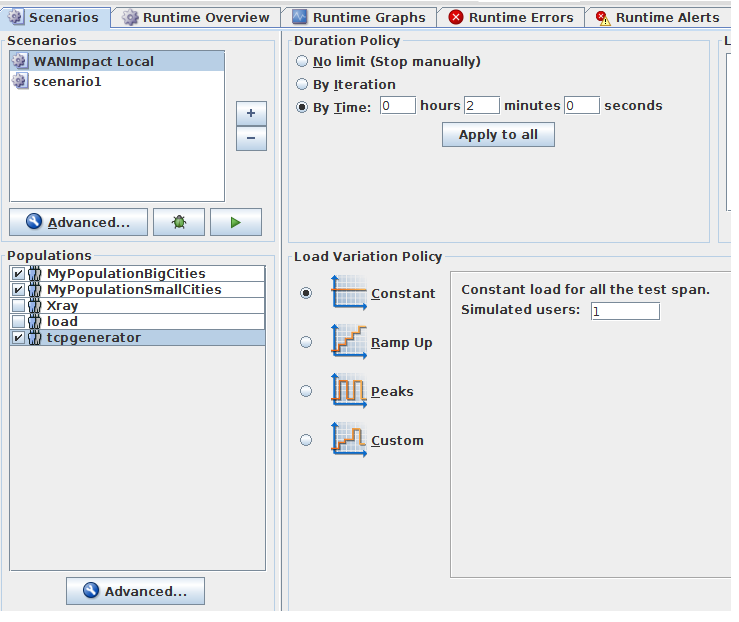 Scenarios Runtime Overview Runtime Graphs Runtime Errors Runtime Alerts
Scenarios
WANImpact Local
scenario1
+
−
Advanced...
Populations
MyPopulationBigCities
MyPopulationSmallCities
Xray
load
tcpgenerator
Advanced...
Duration Policy
No limit (Stop manually)
By Iteration
By Time: 0 hours 2 minutes 0 seconds
Apply to all
Load Variation Policy
Constant
Ramp Up
Peaks
Custom
Constant load for all the test span.
Simulated users: 1
L